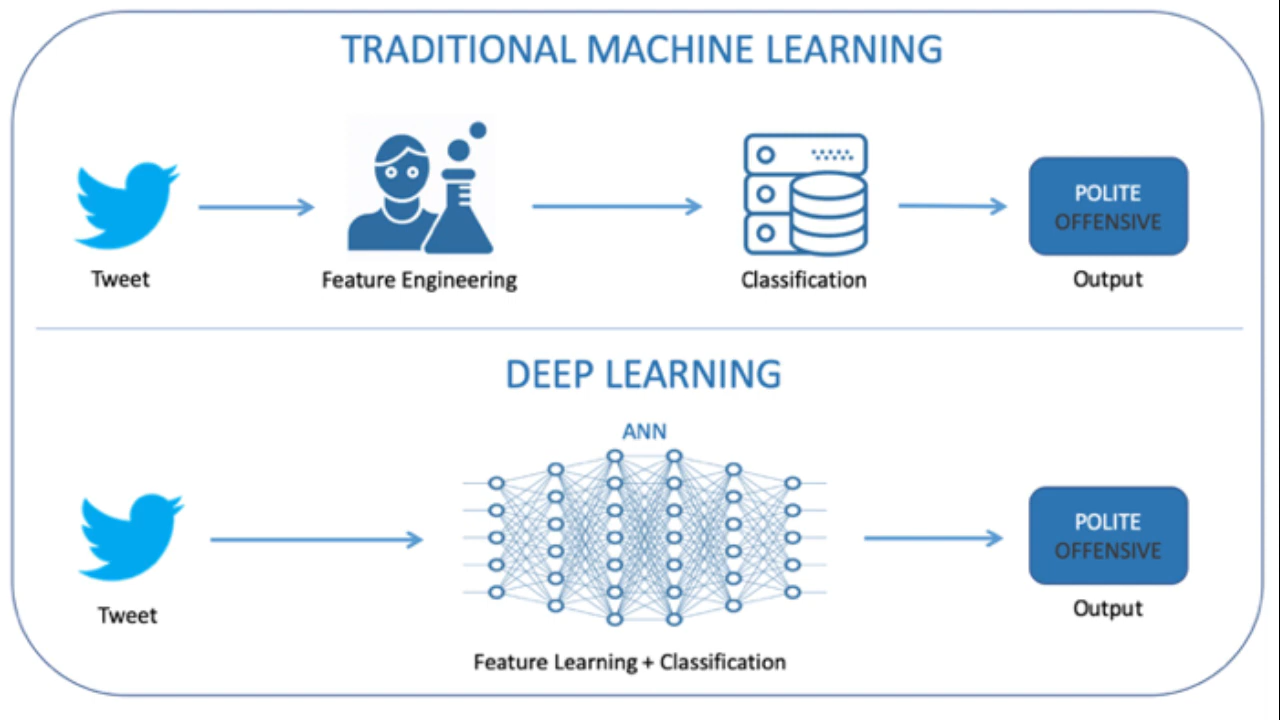 TRADITIONAL MACHINE LEARNING
POLITE
OFFENSIVE
Tweet
Feature Engineering
Classification
Output
DEEP LEARNING
ANN
POLITE
OFFENSIVE
Tweet
Output
Feature Learning + Classification